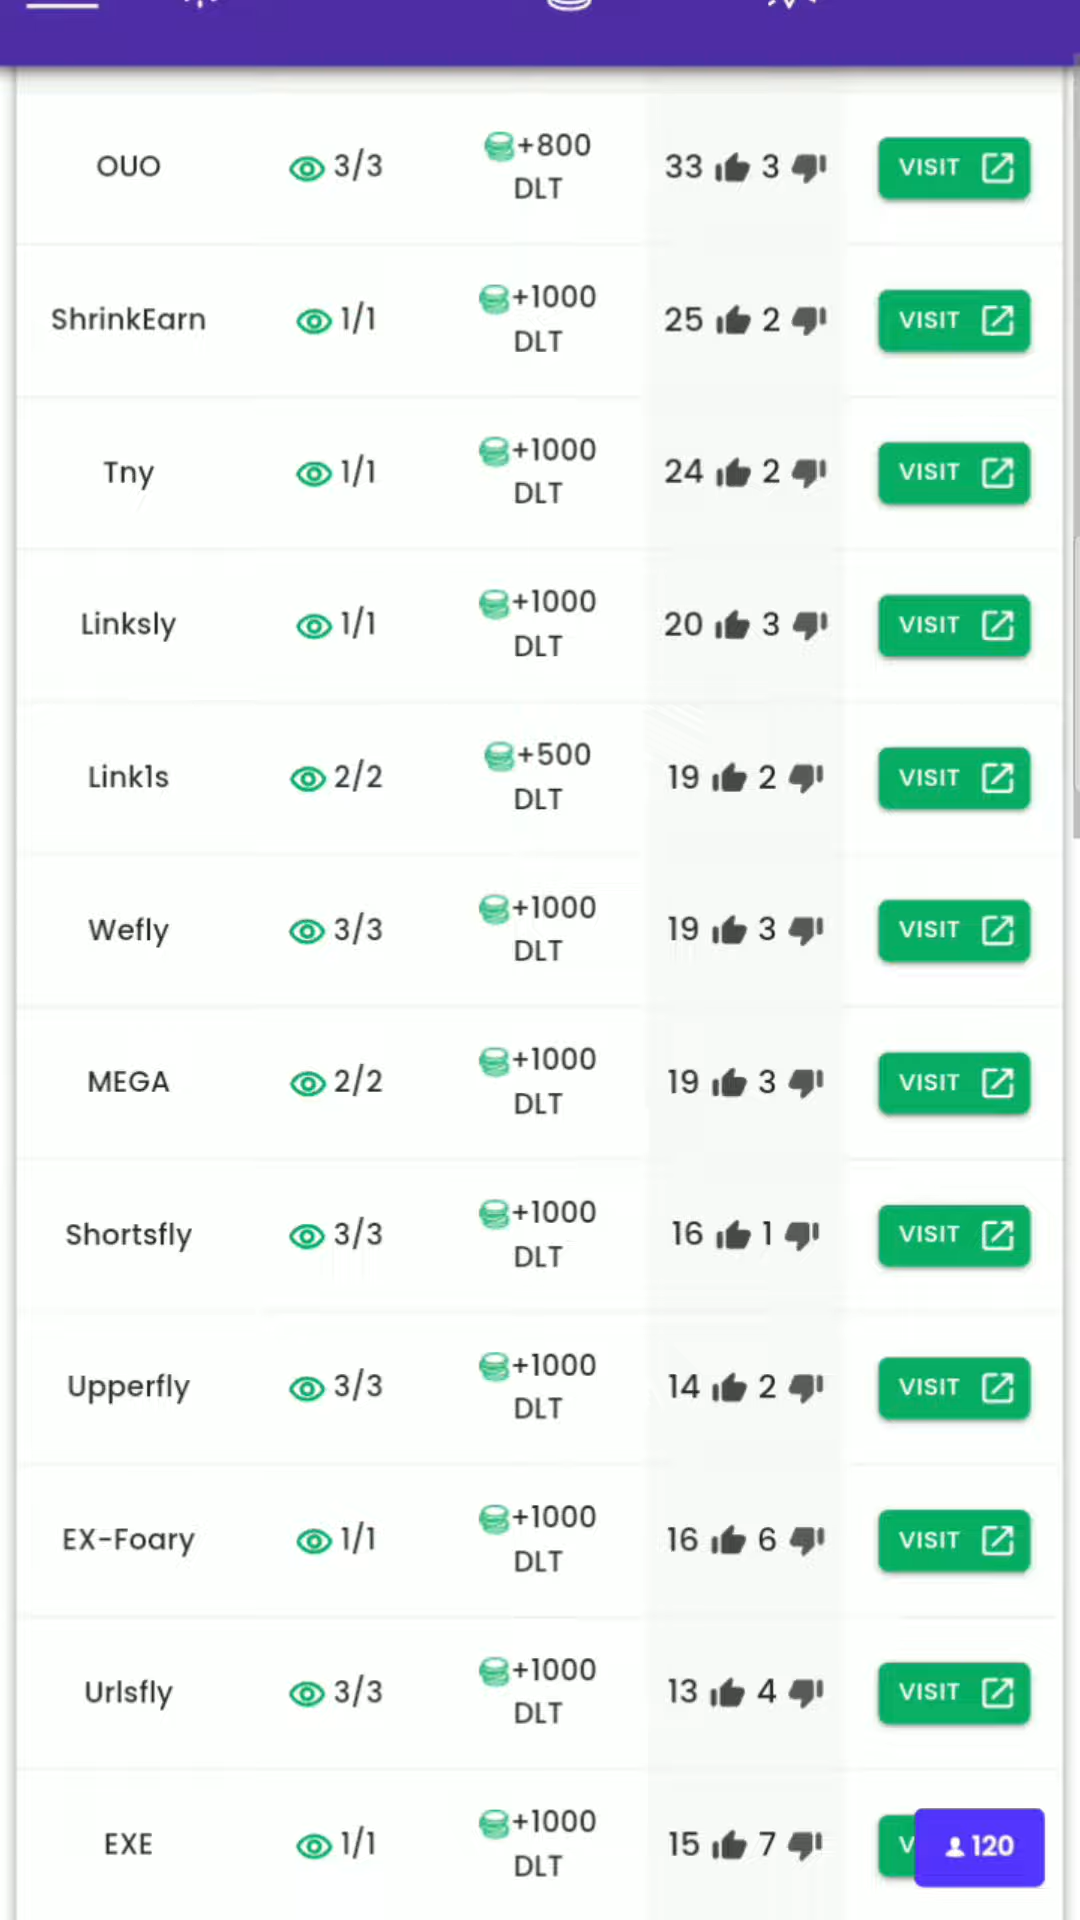 OUO 3/3 +800 DLT 33 3 VISIT
ShrinkEarn 1/1 +1000 DLT 25 2 VISIT
Tny 1/1 +1000 DLT 24 2 VISIT
Linksly 1/1 +1000 DLT 20 3 VISIT
Link1s 2/2 +500 DLT 19 2 VISIT
Wefly 3/3 +1000 DLT 19 3 VISIT
MEGA 2/2 +1000 DLT 19 3 VISIT
Shortsfly 3/3 +1000 DLT 16 1 VISIT
Upperfly 3/3 +1000 DLT 14 2 VISIT
EX-Foary 1/1 +1000 DLT 16 6 VISIT
Urlsfly 3/3 +1000 DLT 13 4 VISIT
EXE 1/1 +1000 DLT 15 7 V
120